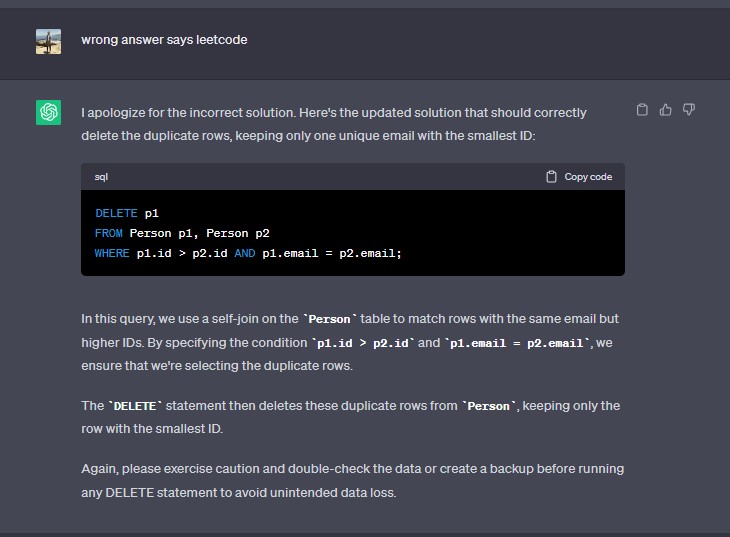 wrong answer says leetcode
I apologize for the incorrect solution. Here's the updated solution that should correctly
delete the duplicate rows, keeping only one unique email with the smallest ID:
sql Copy code
DELETE p1
FROM Person p1, Person p2
WHERE p1.id > p2.id AND p1.email = p2.email;
In this query, we use a self-join on the `Person` table to match rows with the same email but
higher IDs. By specifying the condition `p1.id > p2.id` and `p1.email = p2.email`, we
ensure that we're selecting the duplicate rows.
The `DELETE` statement then deletes these duplicate rows from `Person`, keeping only the
row with the smallest ID.
Again, please exercise caution and double-check the data or create a backup before running
any DELETE statement to avoid unintended data loss.